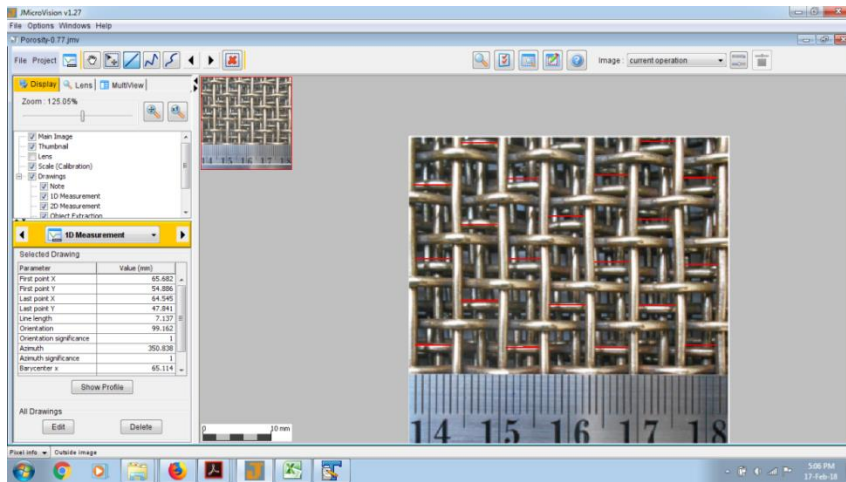 JMicroVision v1.27
File Options Windows Help
Porosity-0.77.jmv
File Project
Image : current operation
Display Lens MultiView
Zoom : 125.05%
Main Image
Thumbnail
Lens
Scale (Calibration)
Drawings
Note
1D Measurement
2D Measurement
Object Extraction
1D Measurement
Selected Drawing
Parameter Value (mm)
First point X 65.682
First point Y 54.886
Last point X 64.545
Last point Y 47.841
Line length 7.137
Orientation 99.162
Orientation significance 1
Azimuth 350.838
Azimuth significance 1
Barycenter x 65.114
Show Profile
All Drawings
Edit Delete
14 15 16 17 18
0 10 mm
14 15 16 17 18
Pixel info Outside image
5:06 PM
17-Feb-18